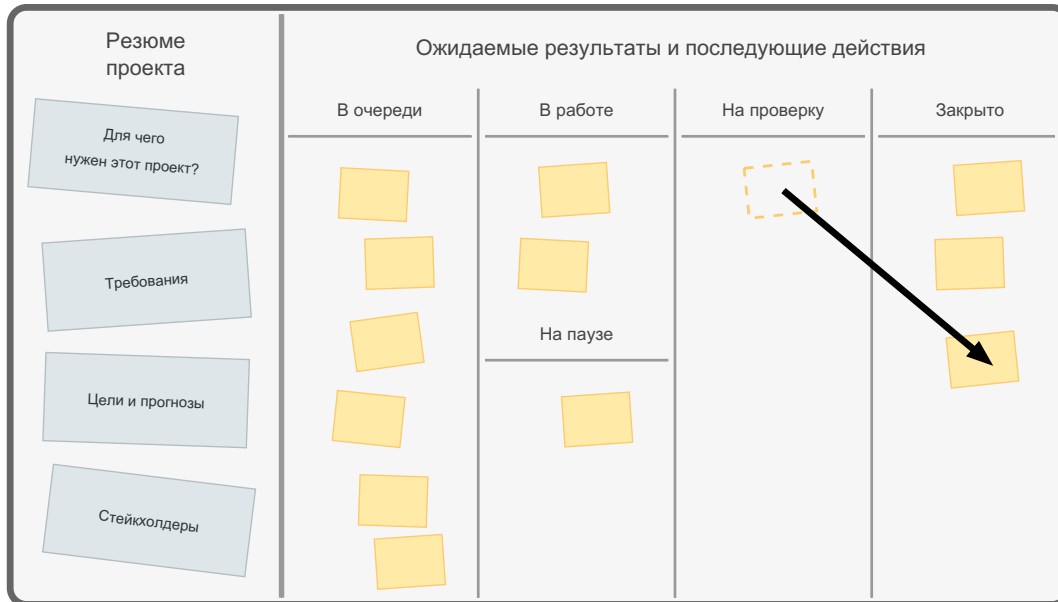 Резюме
проекта
Для чего
нужен этот проект?
Требования
Цели и прогнозы
Стейкхолдеры
Ожидаемые результаты и последующие действия
В очереди
В работе
На паузе
На проверку
Закрыто